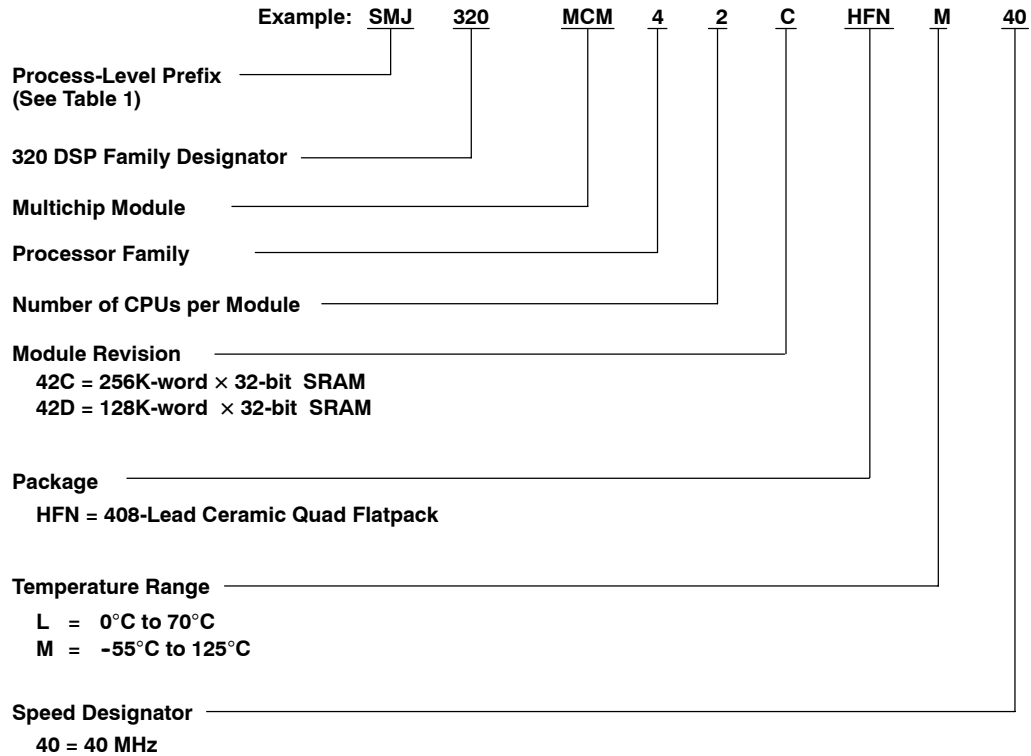 Example: SMJ 320 MCM 4 2 C HFN M 40
Process-Level Prefix
(See Table 1)
320 DSP Family Designator
Multichip Module
Processor Family
Number of CPUs per Module
Module Revision
42C = 256K-word × 32-bit SRAM
42D = 128K-word × 32-bit SRAM
Package
HFN = 408-Lead Ceramic Quad Flatpack
Temperature Range
L = 0°C to 70°C
M = -55°C to 125°C
Speed Designator
40 = 40 MHz